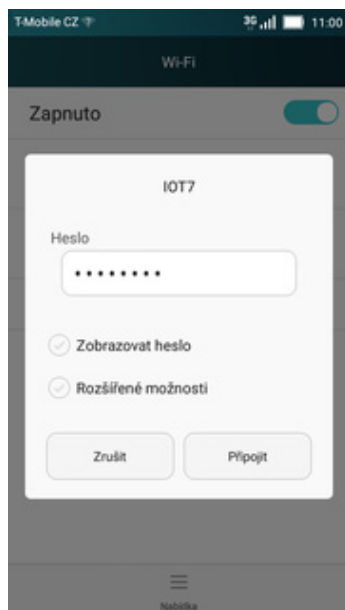 T-Mobile CZ 3G 11:00
Wi-Fi
Zapnuto
IOT7
Heslo
••••••••
Zobrazovat heslo
Rozšířené možnosti
Zrušit Připojit
Nabídka